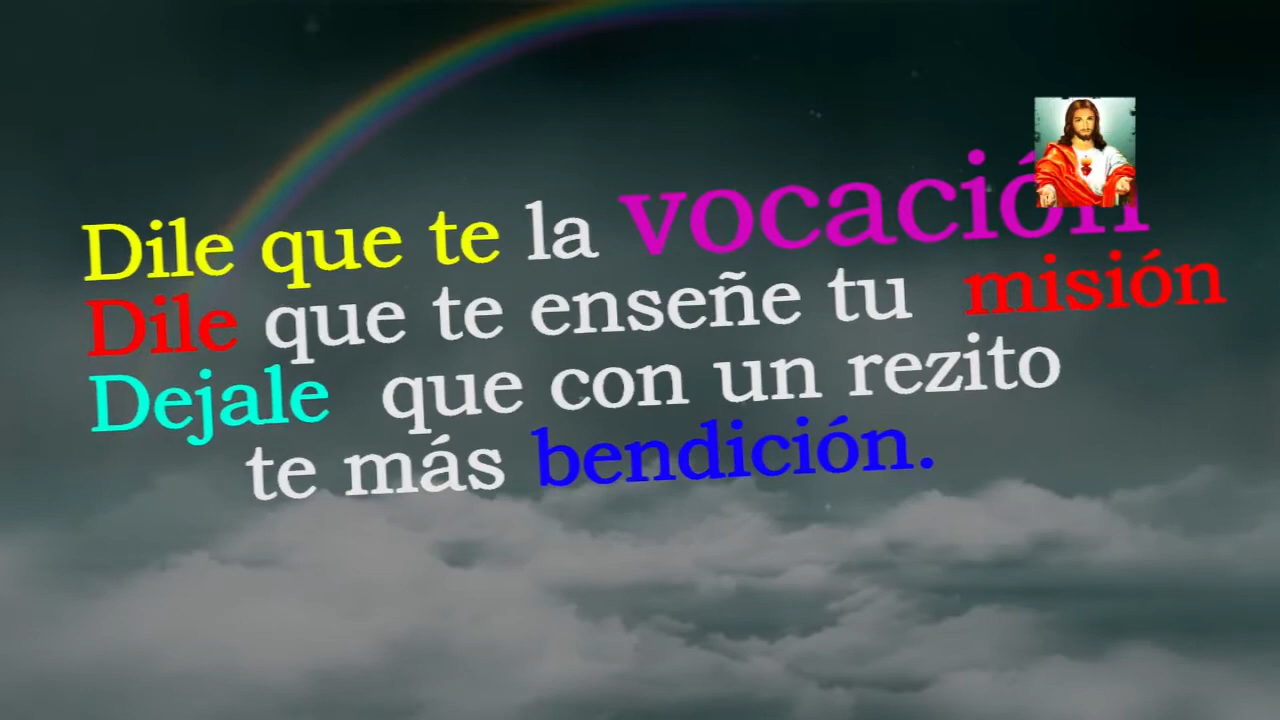 Dile que te la vocación
Dile que te enseñe tu misión
Dejale que con un rezito
te más bendición.